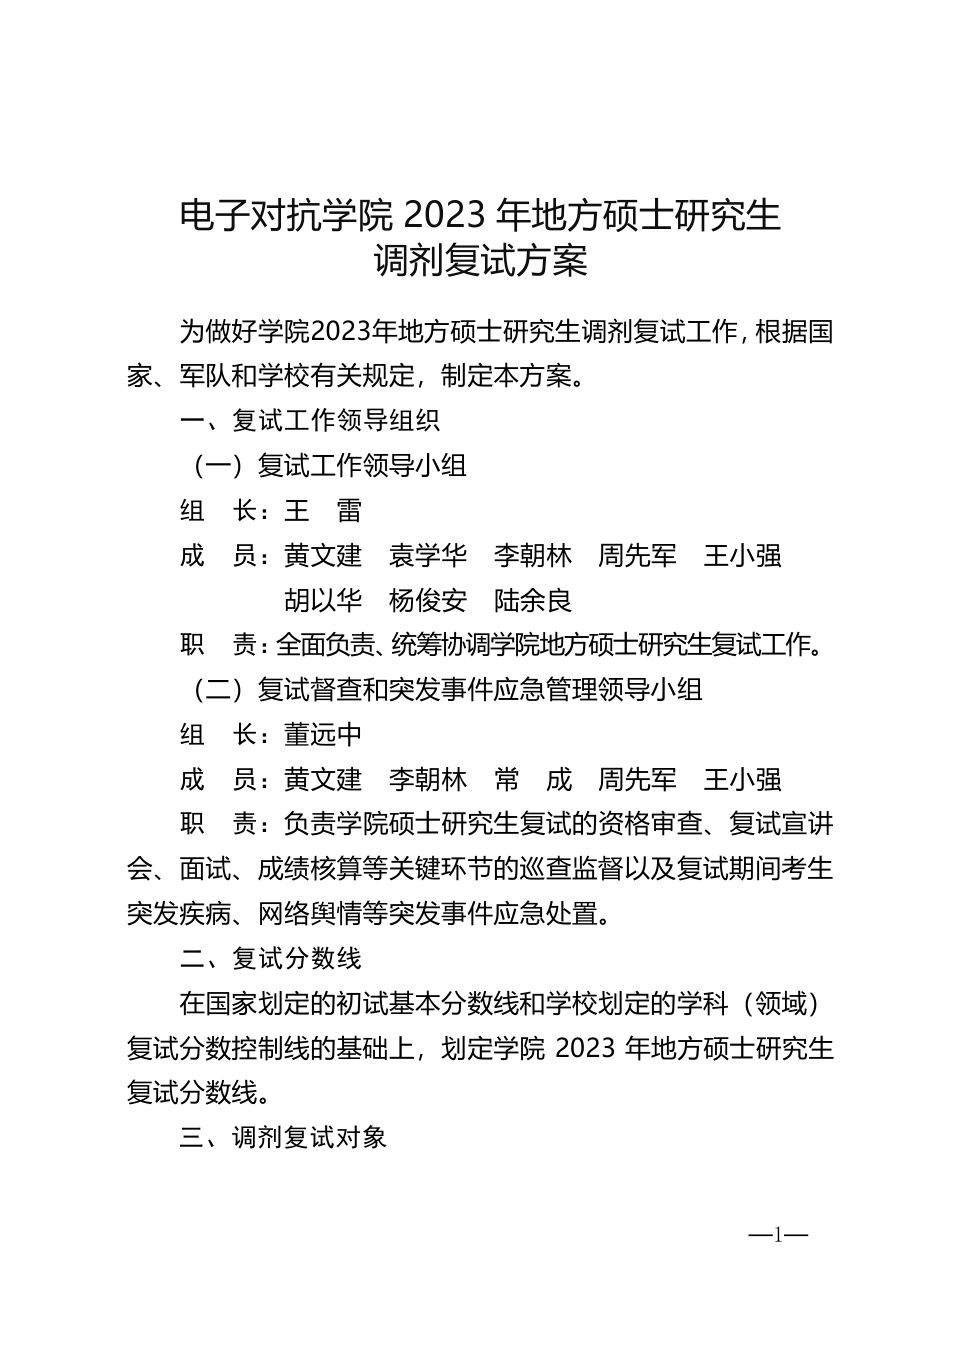 电子对抗学院 2023 年地方硕士研究生
调剂复试方案
为做好学院2023年地方硕士研究生调剂复试工作，根据国
家、军队和学校有关规定，制定本方案。
一、复试工作领导组织
（一）复试工作领导小组
组　长：王　雷
成　员：黄文建　袁学华　李朝林　周先军　王小强
胡以华　杨俊安　陆余良
职　责：全面负责、统筹协调学院地方硕士研究生复试工作。
（二）复试督查和突发事件应急管理领导小组
组　长：董远中
成　员：黄文建　李朝林　常　成　周先军　王小强
职　责：负责学院硕士研究生复试的资格审查、复试宣讲
会、面试、成绩核算等关键环节的巡查监督以及复试期间考生
突发疾病、网络舆情等突发事件应急处置。
二、复试分数线
在国家划定的初试基本分数线和学校划定的学科（领域）
复试分数控制线的基础上，划定学院 2023 年地方硕士研究生
复试分数线。
三、调剂复试对象
—1—